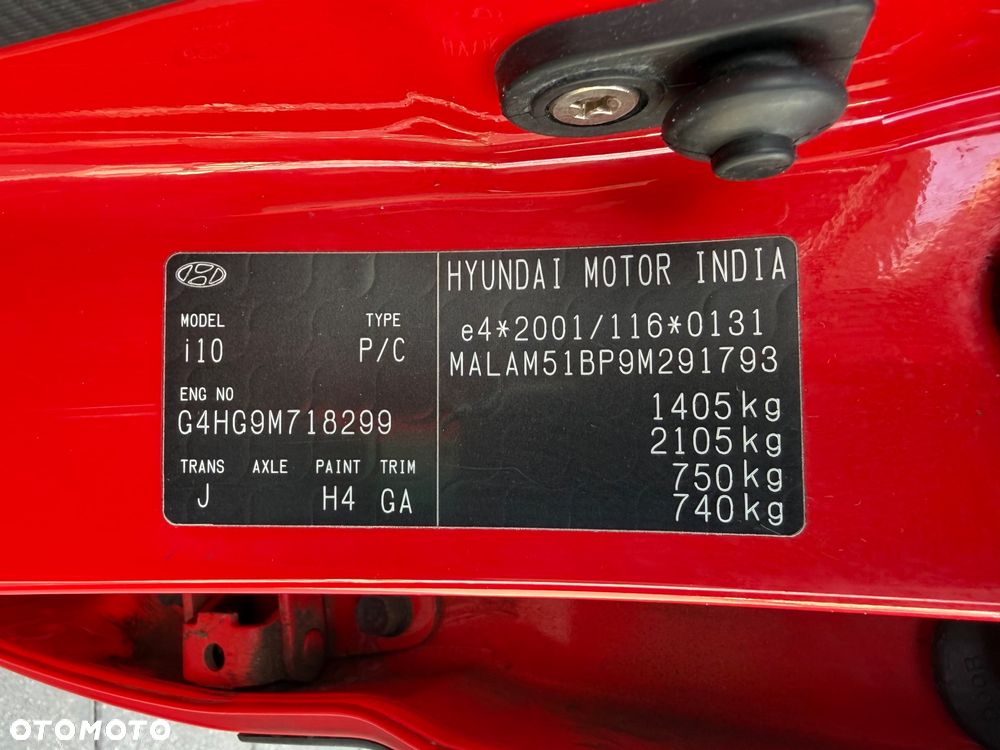 MODEL TYPE
i10 P/C
ENG NO
G4HG9M718299
TRANS AXLE PAINT TRIM
J H4 GA
HYUNDAI MOTOR INDIA
e4*2001/116*0131
MALAM51BP9M291793
1405kg
2105kg
750kg
740kg
OTOMOTO